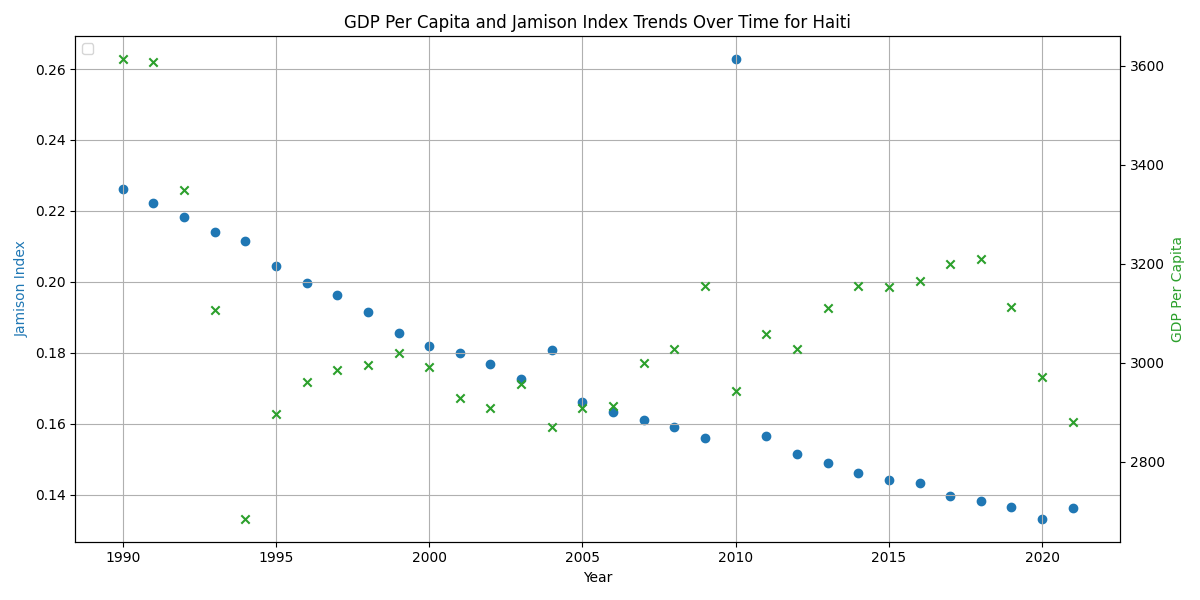 GDP Per Capita and Jamison Index Trends Over Time for Haiti
0.26
0.24
0.22
0.20
0.18
0.16
0.14
Jamison Index
3600
3400
3200
3000
2800
GDP Per Capita
1990 1995 2000 2005 2010 2015 2020
Year